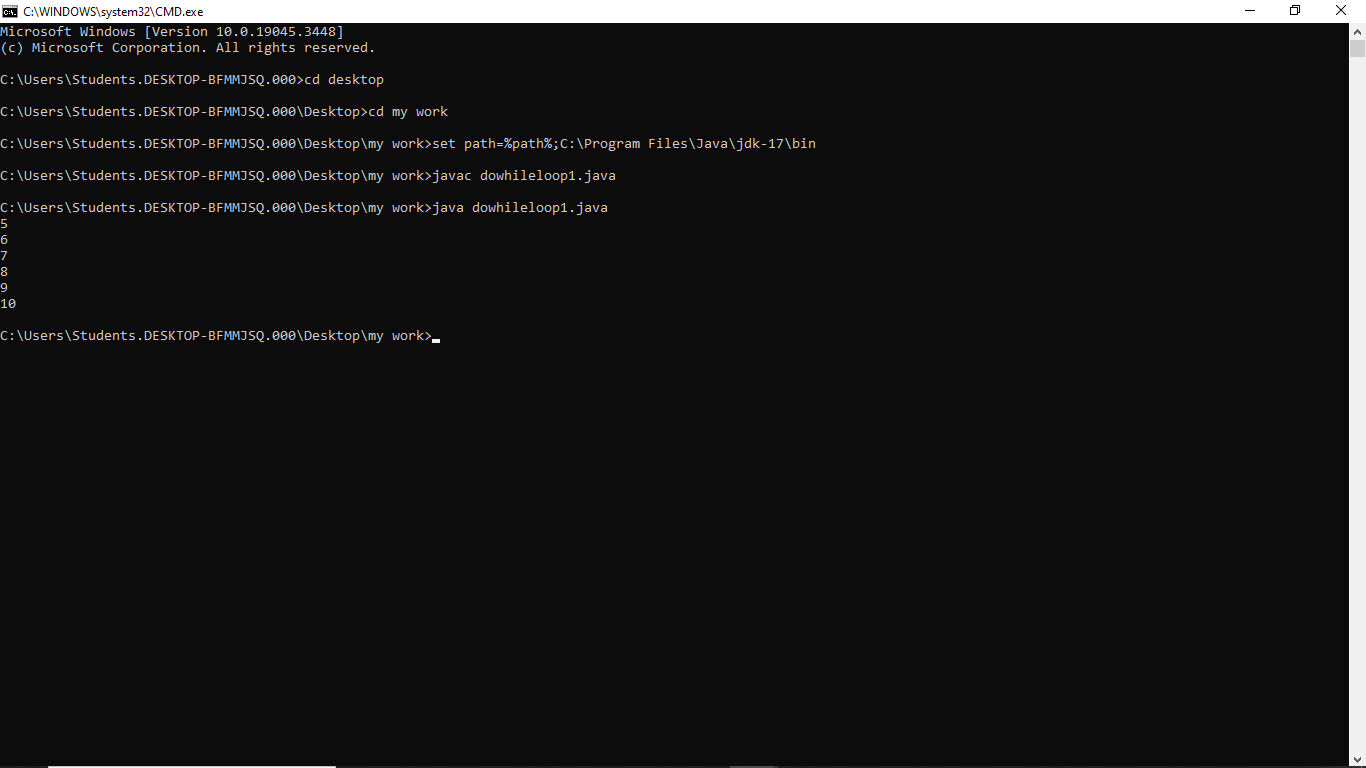 C:\WINDOWS\system32\CMD.exe
Microsoft Windows [Version 10.0.19045.3448]
(c) Microsoft Corporation. All rights reserved.
C:\Users\Students.DESKTOP-BFMMJSQ.000>cd desktop
C:\Users\Students.DESKTOP-BFMMJSQ.000\Desktop>cd my work
C:\Users\Students.DESKTOP-BFMMJSQ.000\Desktop\my work>set path=%path%;C:\Program Files\Java\jdk-17\bin
C:\Users\Students.DESKTOP-BFMMJSQ.000\Desktop\my work>javac dowhileloop1.java
C:\Users\Students.DESKTOP-BFMMJSQ.000\Desktop\my work>java dowhileloop1.java
5
6
7
8
9
10
C:\Users\Students.DESKTOP-BFMMJSQ.000\Desktop\my work>